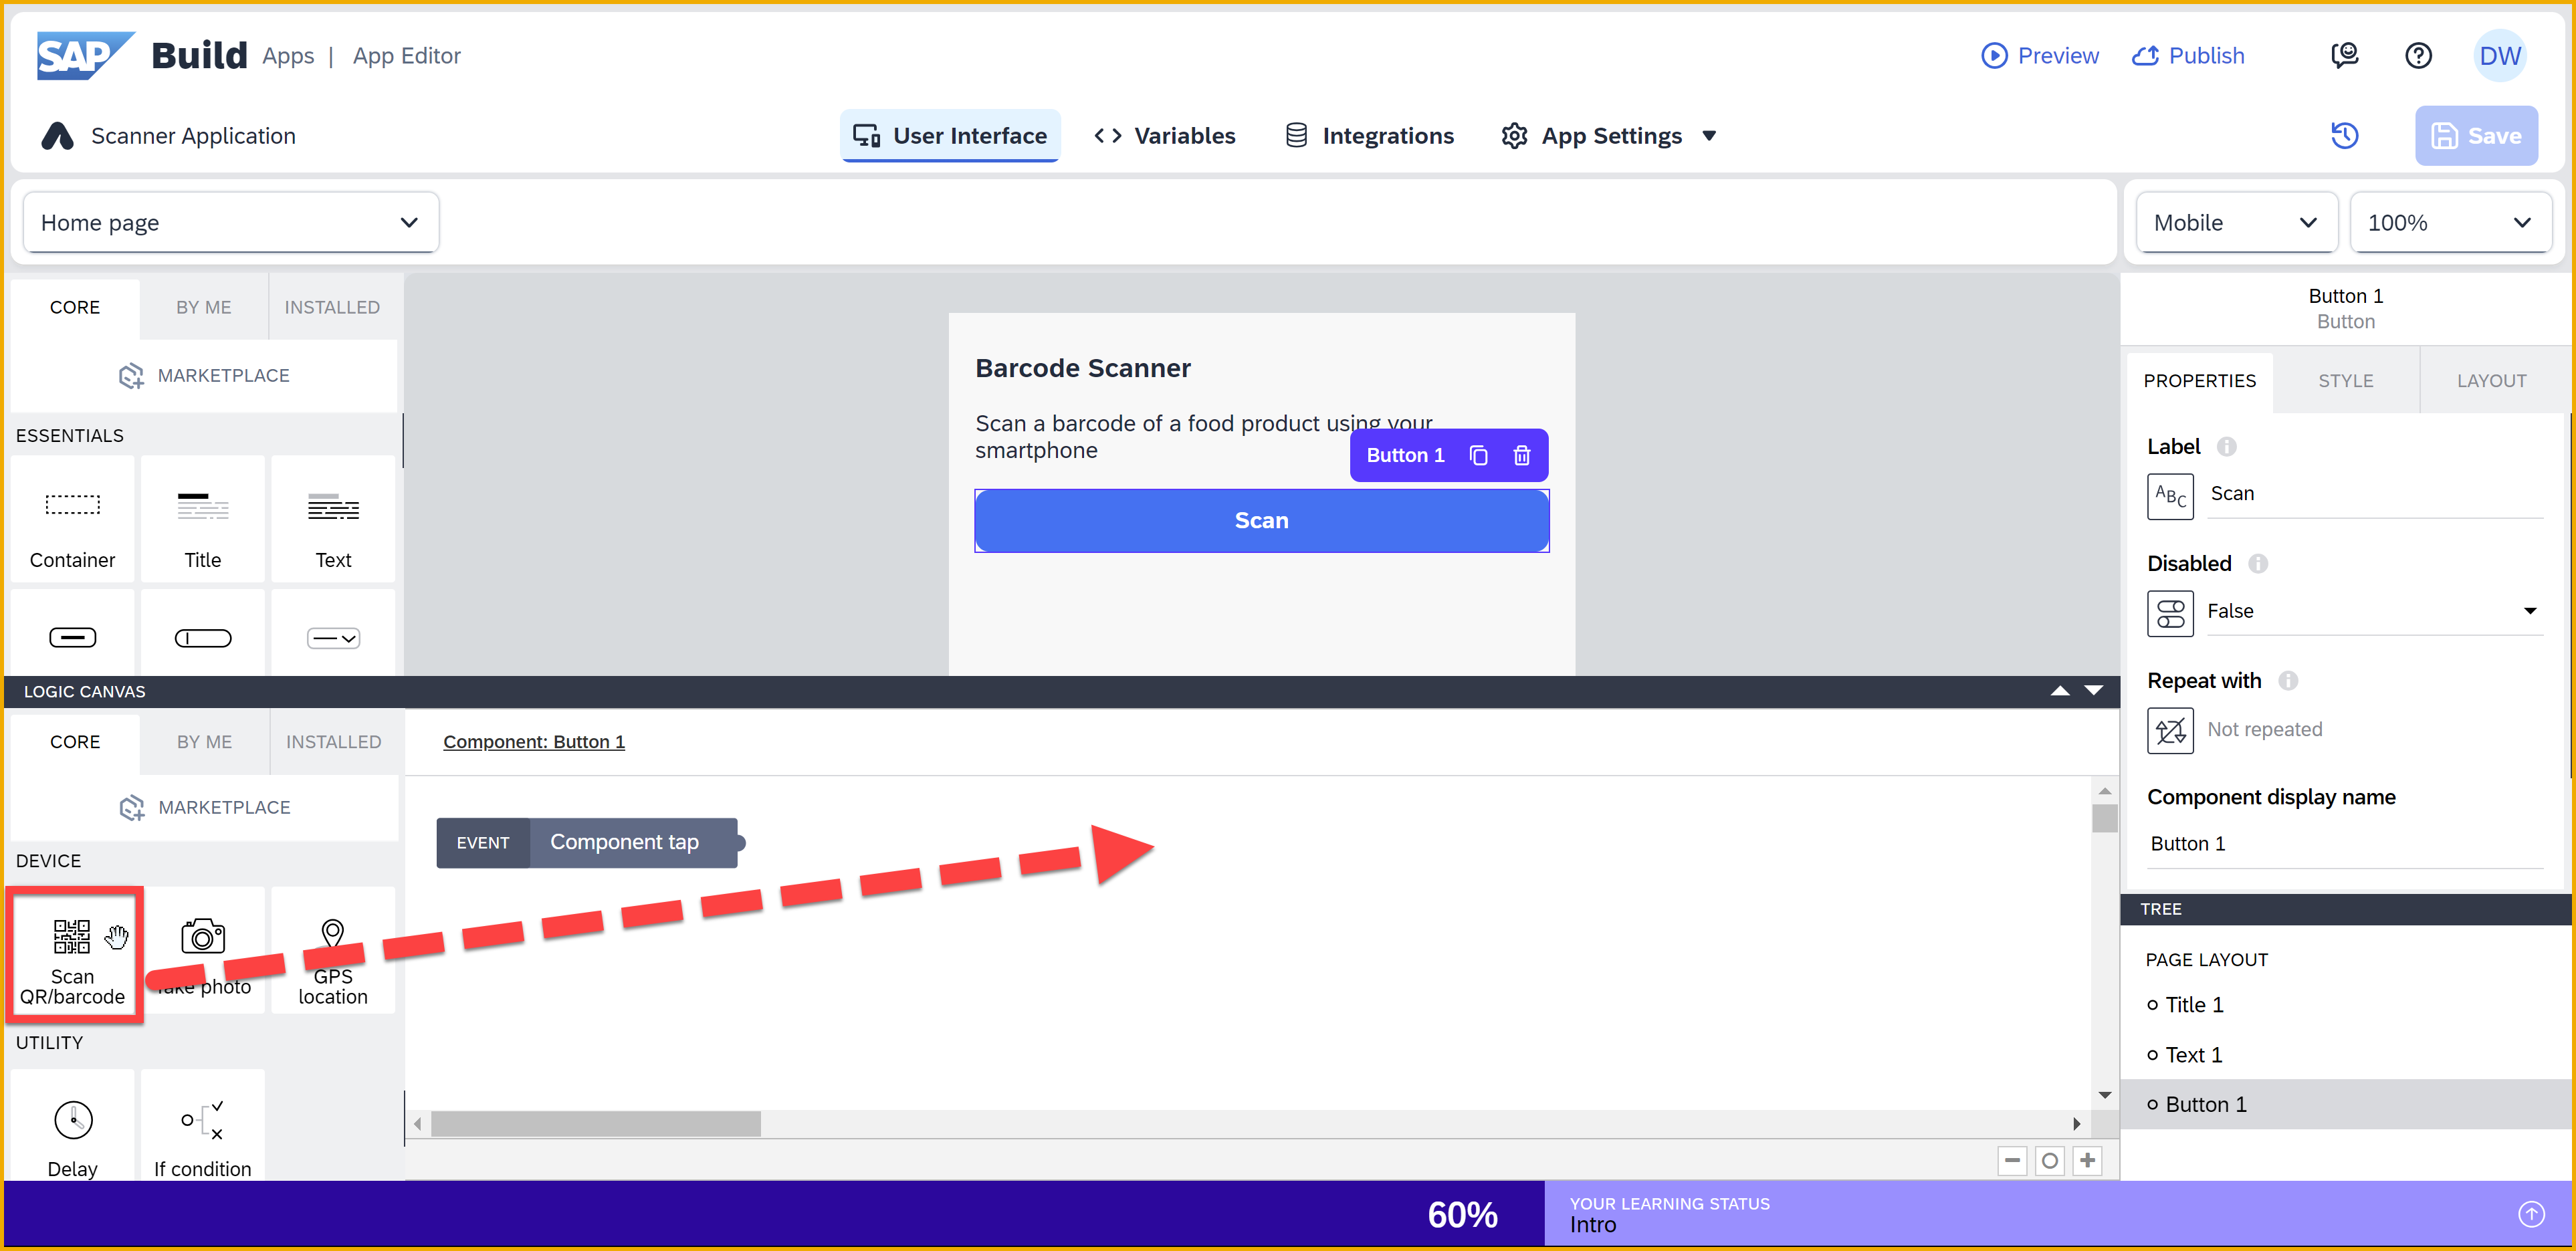 SAP Build Apps | App Editor
Preview
Publish
DW
Scanner Application
User Interface
Variables
Integrations
App Settings
Save
Home page
Mobile
100%
CORE
BY ME
INSTALLED
MARKETPLACE
ESSENTIALS
Container
Title
Text
Barcode Scanner
Scan a barcode of a food product using your
smartphone
Button 1
Scan
Button 1
Button
PROPERTIES
STYLE
LAYOUT
Label
ABC
Scan
Disabled
False
Repeat with
Not repeated
Component display name
Button 1
LOGIC CANVAS
CORE
BY ME
INSTALLED
MARKETPLACE
Component: Button 1
EVENT
Component tap
DEVICE
Scan
QR/barcode
Take photo
GPS
location
UTILITY
Delay
If condition
TREE
PAGE LAYOUT
Title 1
Text 1
Button 1
60%
YOUR LEARNING STATUS
Intro